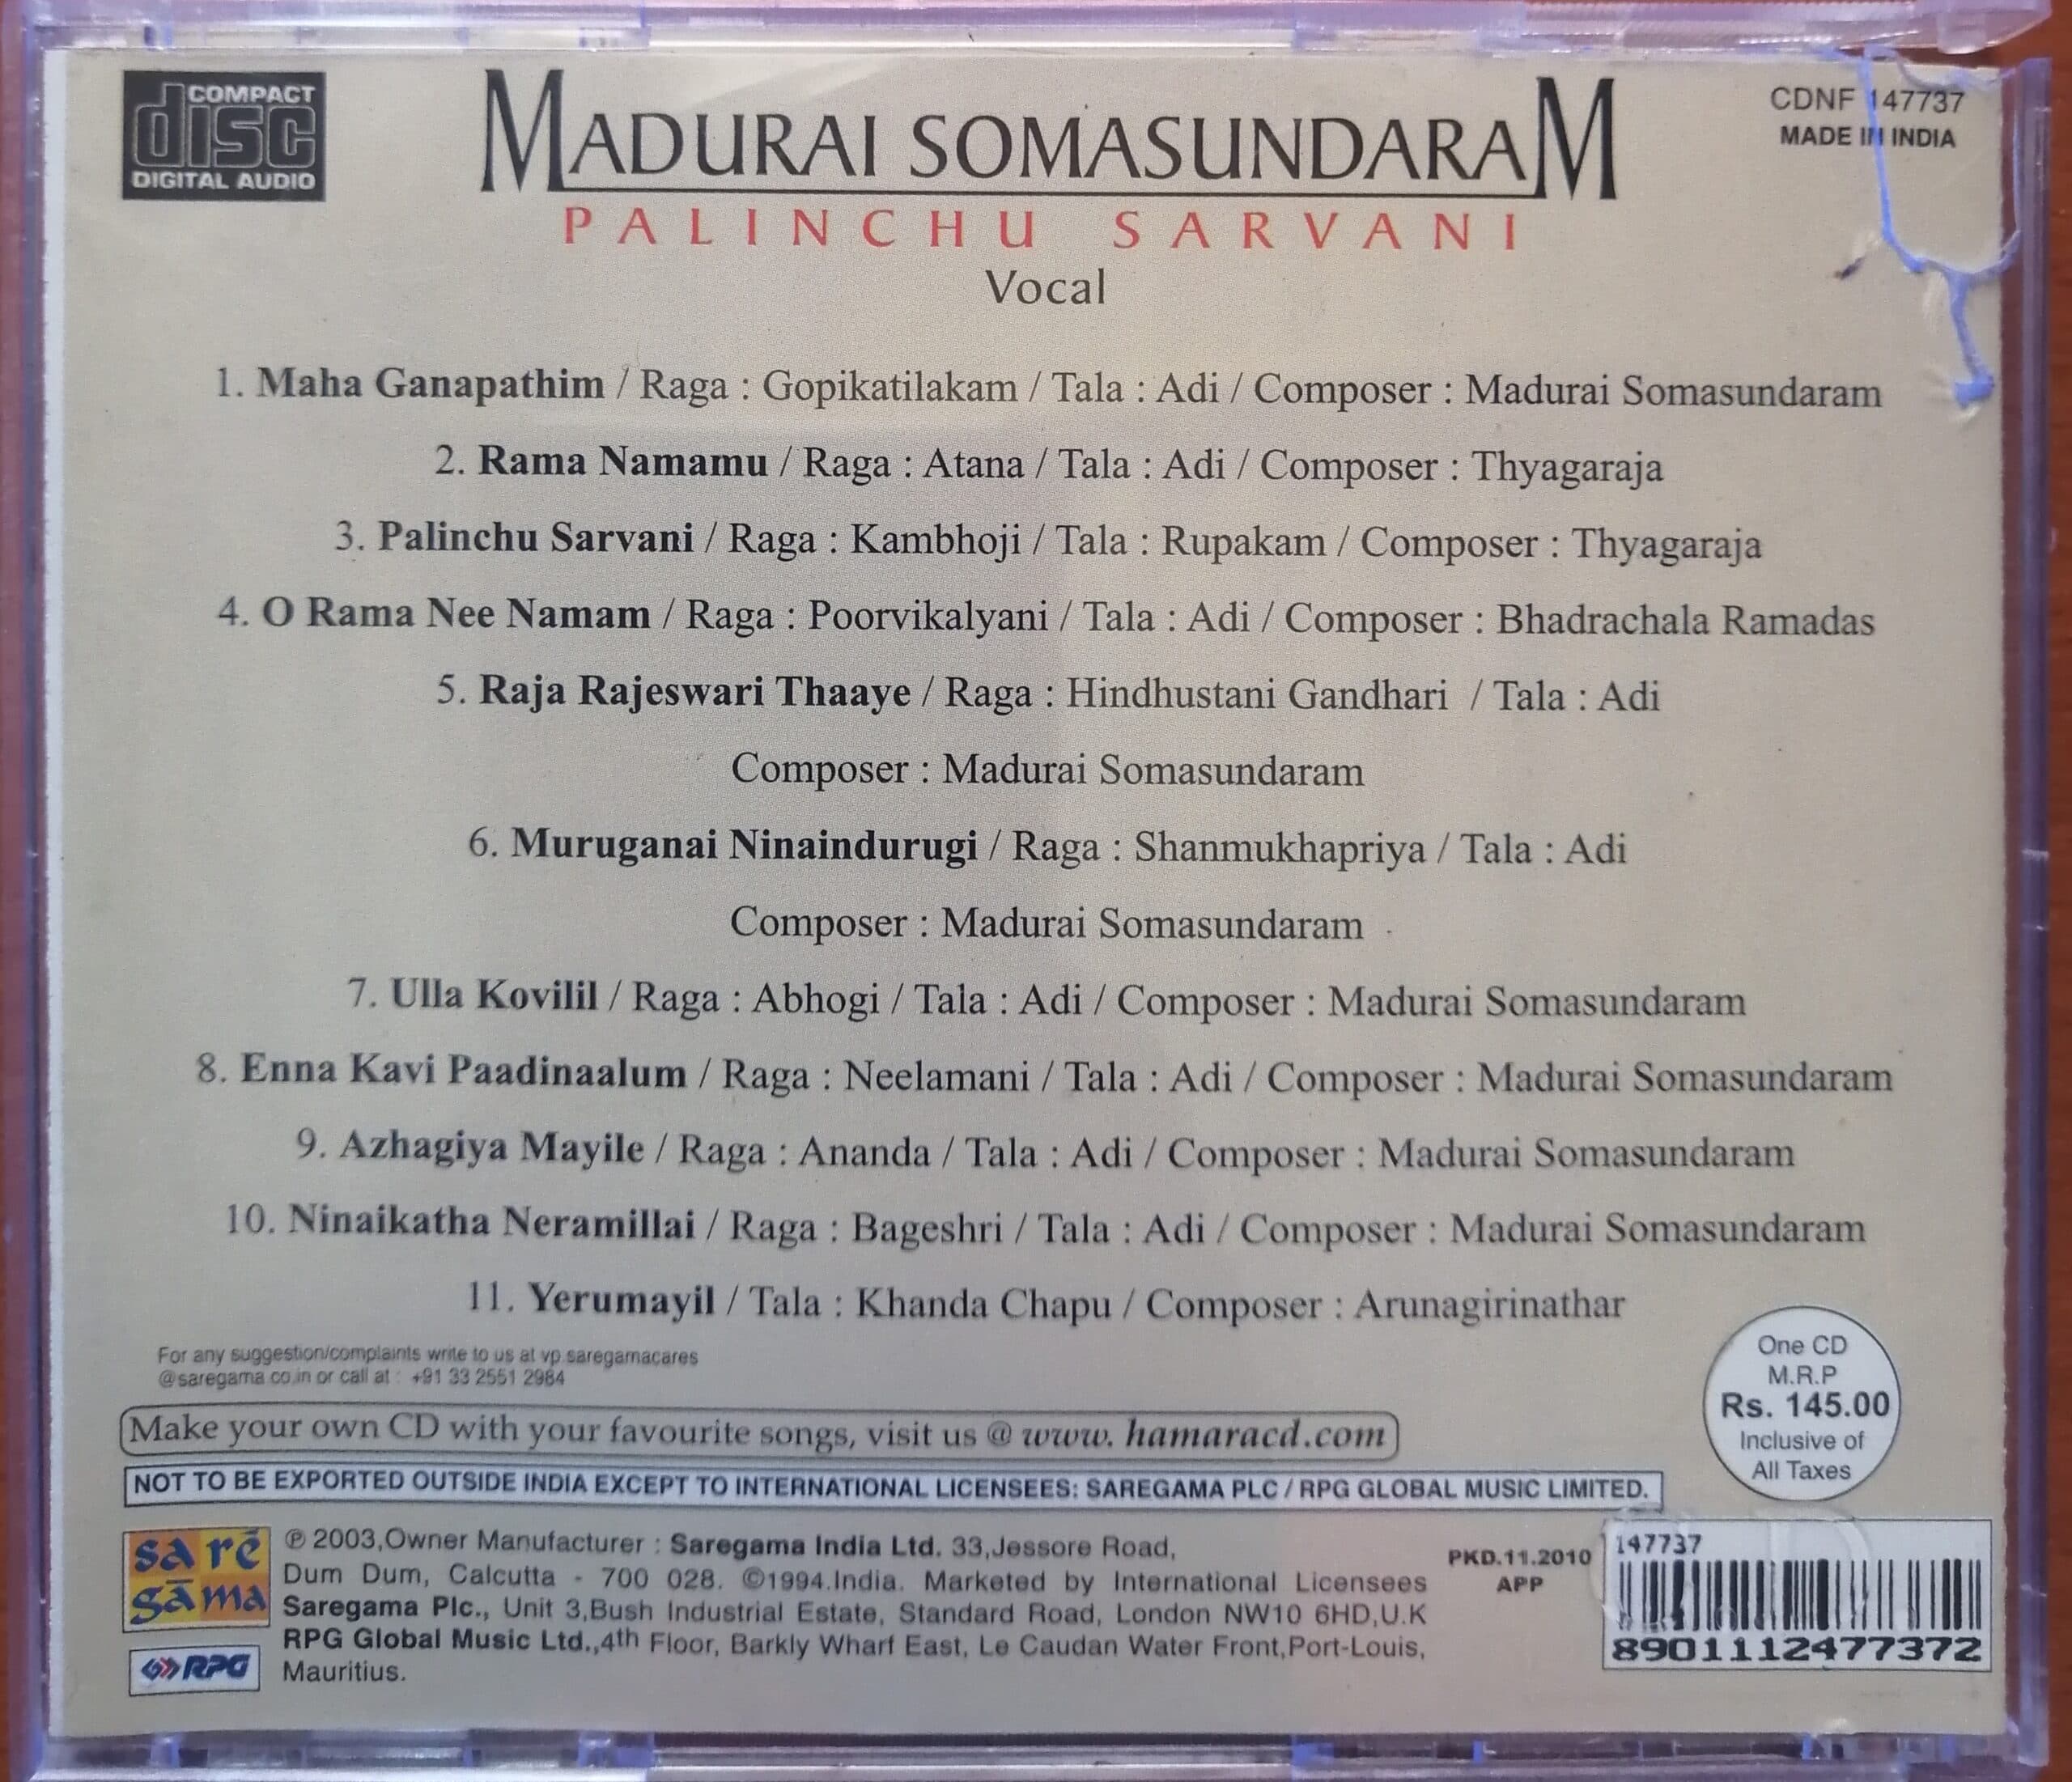 COMPACT
disc
DIGITAL AUDIO
MADURAI SOMASUNDARAM
PALINCHU SARVANI
Vocal
CDNF 147737
MADE IN INDIA
1. Maha Ganapathim / Raga : Gopikatilakam / Tala : Adi / Composer : Madurai Somasundaram
2. Rama Namamu / Raga : Atana / Tala : Adi / Composer : Thyagaraja
3. Palinchu Sarvani / Raga : Kambhoji / Tala : Rupakam / Composer : Thyagaraja
4. O Rama Nee Namam / Raga : Poorvikalyani / Tala : Adi / Composer : Bhadrachala Ramadas
5. Raja Rajeswari Thaaye / Raga : Hindhustani Gandhari / Tala : Adi
Composer : Madurai Somasundaram
6. Muruganai Ninaindurugi / Raga : Shanmukhapriya / Tala : Adi
Composer : Madurai Somasundaram
7. Ulla Kovilil / Raga : Abhogi / Tala : Adi / Composer : Madurai Somasundaram
8. Enna Kavi Paadinaalum / Raga : Neelamani / Tala : Adi / Composer : Madurai Somasundaram
9. Azhagiya Mayile / Raga : Ananda / Tala : Adi / Composer : Madurai Somasundaram
10. Ninaikatha Neramillai / Raga : Bageshri / Tala : Adi / Composer : Madurai Somasundaram
11. Yerumayil / Tala : Khanda Chapu / Composer : Arunagirinathar
For any suggestion/complaints write to us at vp.saregamacares
@saregama.co.in or call at : +91 33 2551 2984
Make your own CD with your favourite songs, visit us @ www. hamaracd.com
NOT TO BE EXPORTED OUTSIDE INDIA EXCEPT TO INTERNATIONAL LICENSEES: SAREGAMA PLC / RPG GLOBAL MUSIC LIMITED.
One CD
M.R.P
Rs. 145.00
Inclusive of
All Taxes
sa rē
gāma
RPG
℗ 2003,Owner Manufacturer : Saregama India Ltd. 33,Jessore Road,
Dum Dum, Calcutta - 700 028. ©1994.India. Marketed by International Licensees
Saregama Plc., Unit 3,Bush Industrial Estate, Standard Road, London NW10 6HD,U.K
RPG Global Music Ltd.,4th Floor, Barkly Wharf East, Le Caudan Water Front,Port-Louis,
Mauritius.
PKD.11.2010
APP
147737
8901112477372